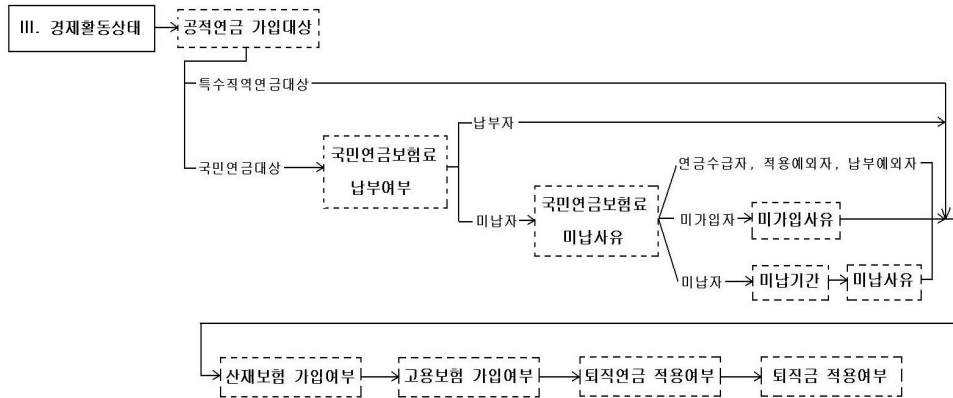 III. 경제활동상태
공적연금 가입대상
특수직역연금대상
납부자
국민연금대상
국민연금보험료
납부여부
연금수급자, 적용예외자, 납부예외자
미납자
국민연금보험료
미납사유
미가입자
미가입사유
미납자
미납기간
미납사유
산재보험 가입여부
고용보험 가입여부
퇴직연금 적용여부
퇴직금 적용여부